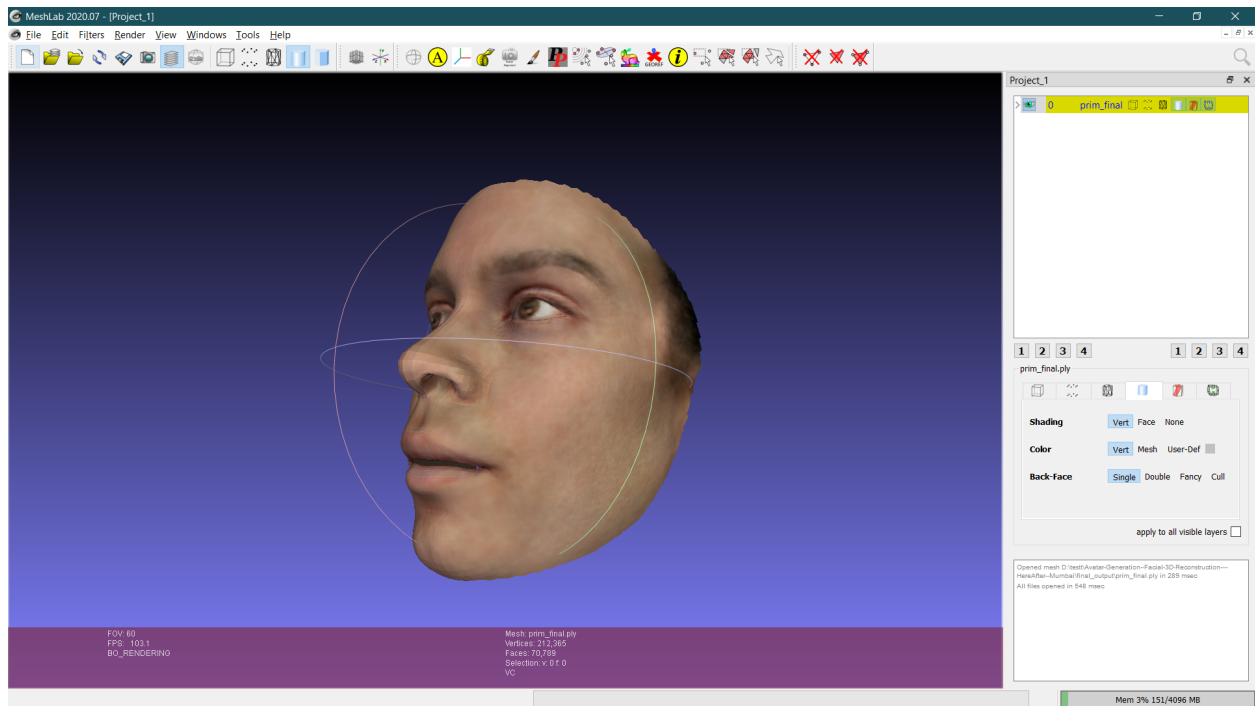 MeshLab 2020.07 - [Project_1]
File Edit Filters Render View Windows Tools Help
A
Pp
GEOREF
i
Project_1
0 prim_final
1 2 3 4 1 2 3 4
prim_final.ply
Shading Vert Face None
Color Vert Mesh User-Def
Back-Face Single Double Fancy Cull
apply to all visible layers
Opened mesh D:\testt\Avatar-Generation--Facial-3D-Reconstruction---
HereAfter--Mumbai\final_output\prim_final.ply in 289 msec
All files opened in 548 msec
FOV: 60
FPS: 103.1
BO_RENDERING
Mesh: prim_final.ply
Vertices: 212,365
Faces: 70,789
Selection: v: 0 f: 0
VC
Mem 3% 151/4096 MB